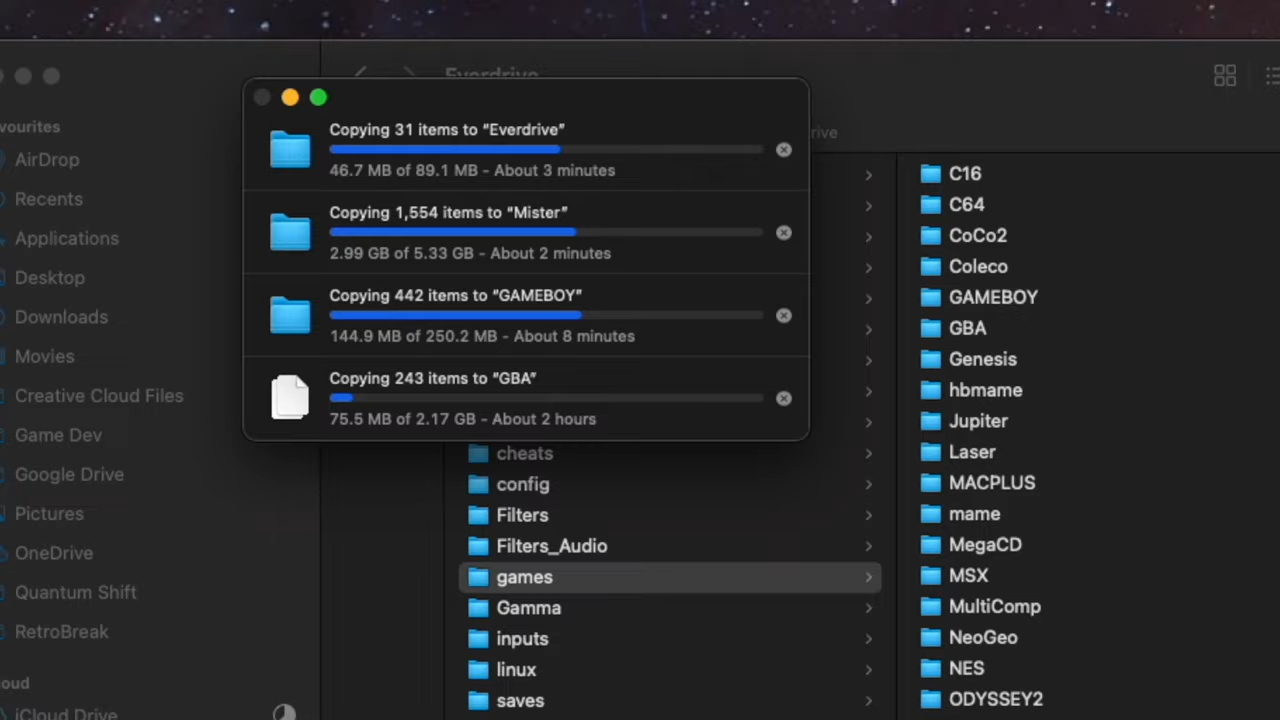 Everdrive
Copying 31 items to “Everdrive”
46.7 MB of 89.1 MB - About 3 minutes
Copying 1,554 items to “Mister”
2.99 GB of 5.33 GB - About 2 minutes
Copying 442 items to “GAMEBOY”
144.9 MB of 250.2 MB - About 8 minutes
Copying 243 items to “GBA”
75.5 MB of 2.17 GB - About 2 hours
vourites
AirDrop
Recents
Applications
Desktop
Downloads
Movies
Creative Cloud Files
Game Dev
Google Drive
Pictures
OneDrive
Quantum Shift
RetroBreak
loud
iCloud Drive
rive
cheats
config
Filters
Filters_Audio
games
Gamma
inputs
linux
saves
C16
C64
CoCo2
Coleco
GAMEBOY
GBA
Genesis
hbmame
Jupiter
Laser
MACPLUS
mame
MegaCD
MSX
MultiComp
NeoGeo
NES
ODYSSEY2